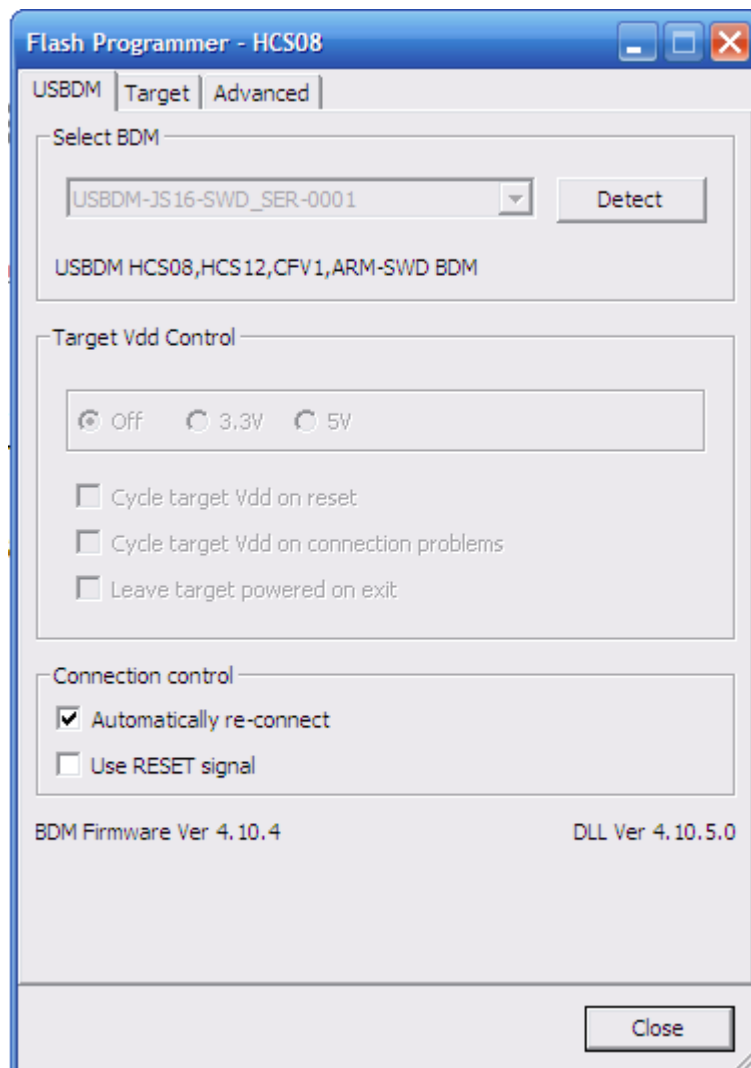 Flash Programmer - HCS08
USBDM Target Advanced
Select BDM
USBDM-JS16-SWD_SER-0001 Detect
USBDM HCS08,HCS12,CFV1,ARM-SWD BDM
Target Vdd Control
Off 3.3V 5V
Cycle target Vdd on reset
Cycle target Vdd on connection problems
Leave target powered on exit
Connection control
Automatically re-connect
Use RESET signal
BDM Firmware Ver 4.10.4 DLL Ver 4.10.5.0
Close